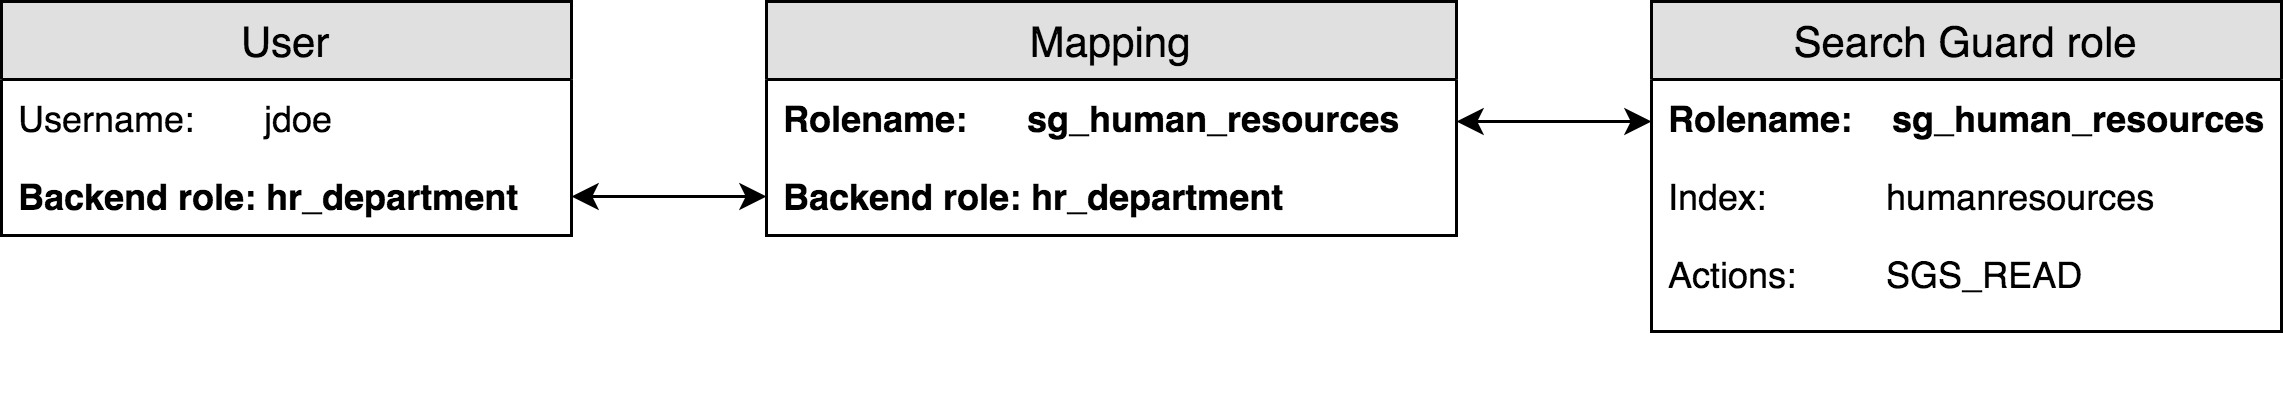 User
Username: jdoe
Backend role: hr_department
Mapping
Rolename: sg_human_resources
Backend role: hr_department
Search Guard role
Rolename: sg_human_resources
Index: humanresources
Actions: SGS_READ